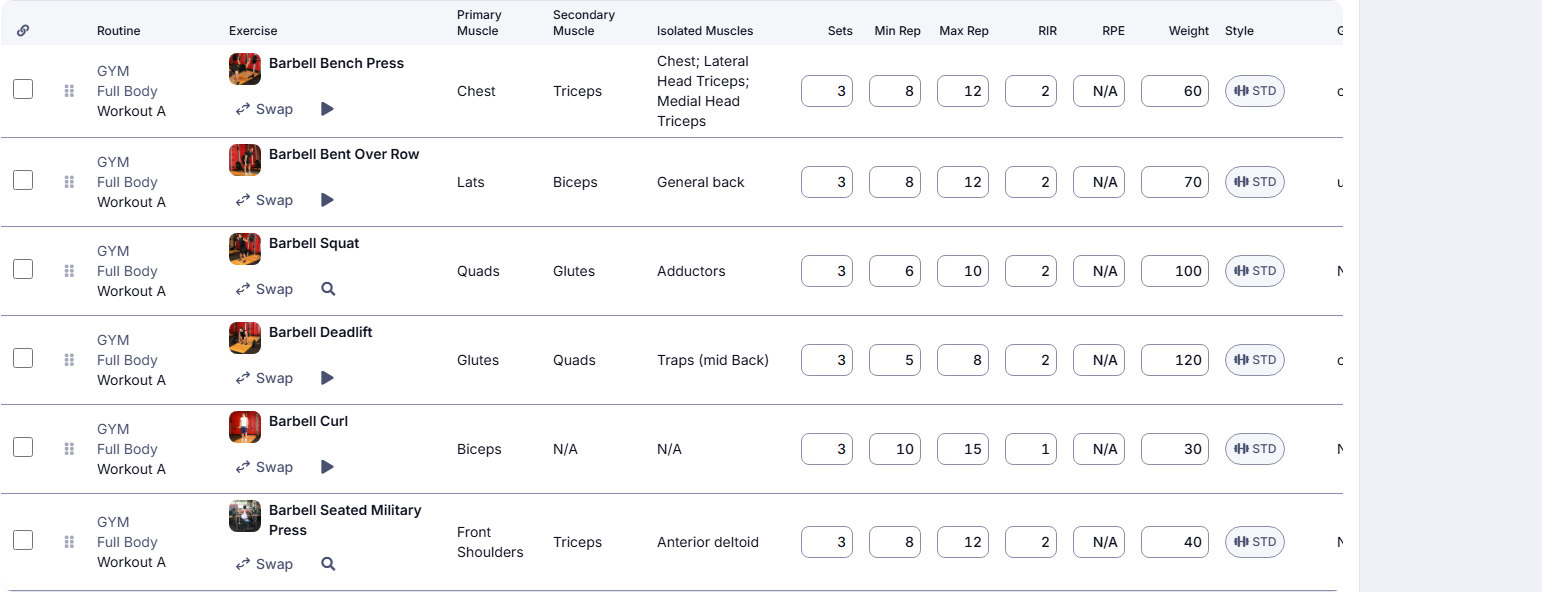 Routine Exercise Primary Muscle Secondary Muscle Isolated Muscles Sets Min Rep Max Rep RIR RPE Weight Style
GYM
Full Body
Workout A
Barbell Bench Press
Swap
Chest
Triceps
Chest; Lateral
Head Triceps;
Medial Head
Triceps
3 8 12 2 N/A 60 STD
GYM
Full Body
Workout A
Barbell Bent Over Row
Swap
Lats
Biceps
General back
3 8 12 2 N/A 70 STD
GYM
Full Body
Workout A
Barbell Squat
Swap
Quads
Glutes
Adductors
3 6 10 2 N/A 100 STD
GYM
Full Body
Workout A
Barbell Deadlift
Swap
Glutes
Quads
Traps (mid Back)
3 5 8 2 N/A 120 STD
GYM
Full Body
Workout A
Barbell Curl
Swap
Biceps
N/A
N/A
3 10 15 1 N/A 30 STD
GYM
Full Body
Workout A
Barbell Seated Military
Press
Swap
Front
Shoulders
Triceps
Anterior deltoid
3 8 12 2 N/A 40 STD